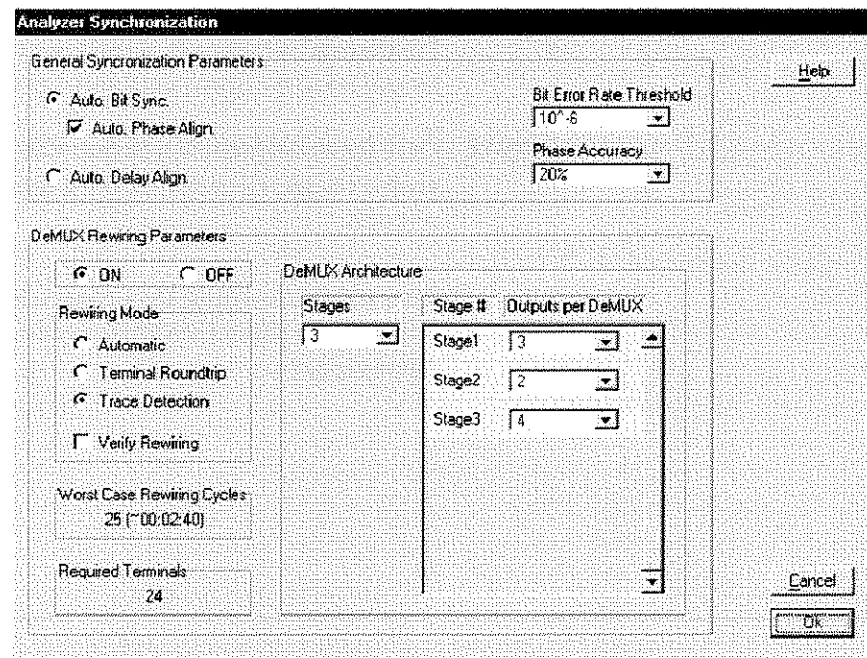 Analyzer Synchronization
General Syncronization Parameters
Help
Auto. Bit Sync.
Auto. Phase Align.
Auto. Delay Align.
Bit Error Rate Threshold
10^-6
Phase Accuracy
20%
DeMUX Rewiring Parameters
ON OFF
Rewiring Mode
Automatic
Terminal Roundtrip
Trace Detection
Verify Rewiring
Worst Case Rewiring Cycles
25 (~00:02:40)
Required Terminals
24
DeMUX Architecture
Stages
3
Stage # Outputs per DeMUX
Stage1 3
Stage2 2
Stage3 4
Cancel
Ok